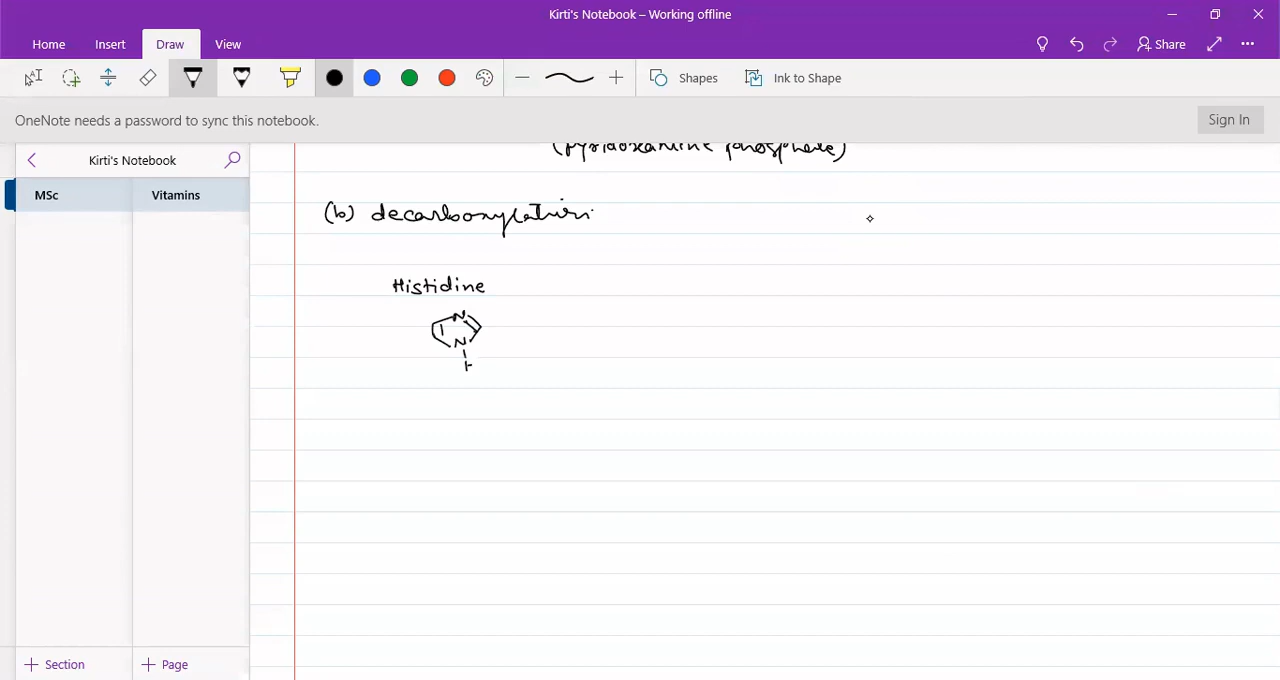 Kirti's Notebook – Working offline
Home Insert Draw View Share
Shapes Ink to Shape
OneNote needs a password to sync this notebook. Sign In
Kirti's Notebook
MSc Vitamins
(pyridoxamine phosphate)
(b) decarboxylation
Histidine
N
N
H
Section Page